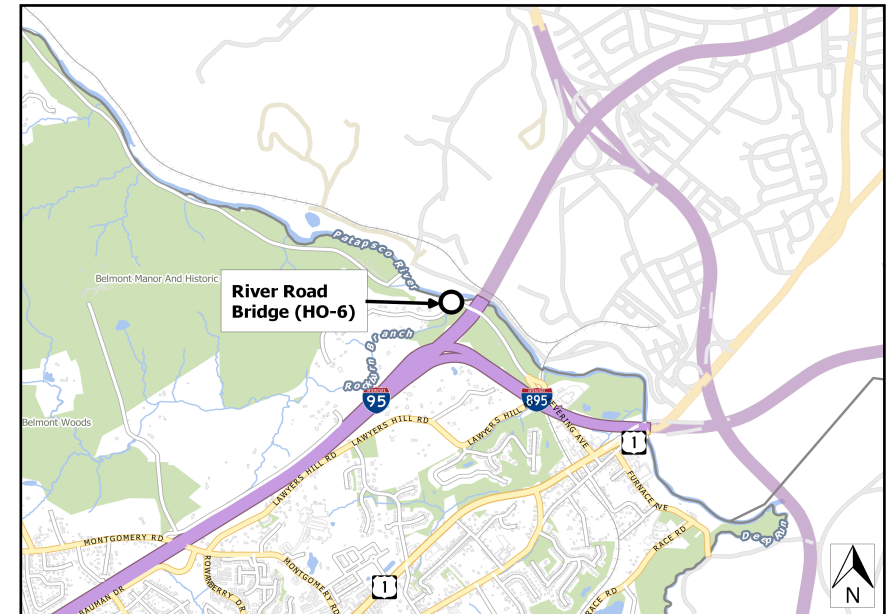 Patapsco River
Belmont Manor And Historic
River Road
Bridge (HO-6)
Rockburn Branch
95
895
LAWYERS HILL RD
LAWYERS HILL
LEVERING AVE
Belmont Woods
1
LAWYERS HILL RD
FURNACE AVE
MONTGOMERY RD
RACE RD
Deep Run
MONTGOMERY RD
ROWANBERRY DR
BAUMAN DR
1
RACE RD
N